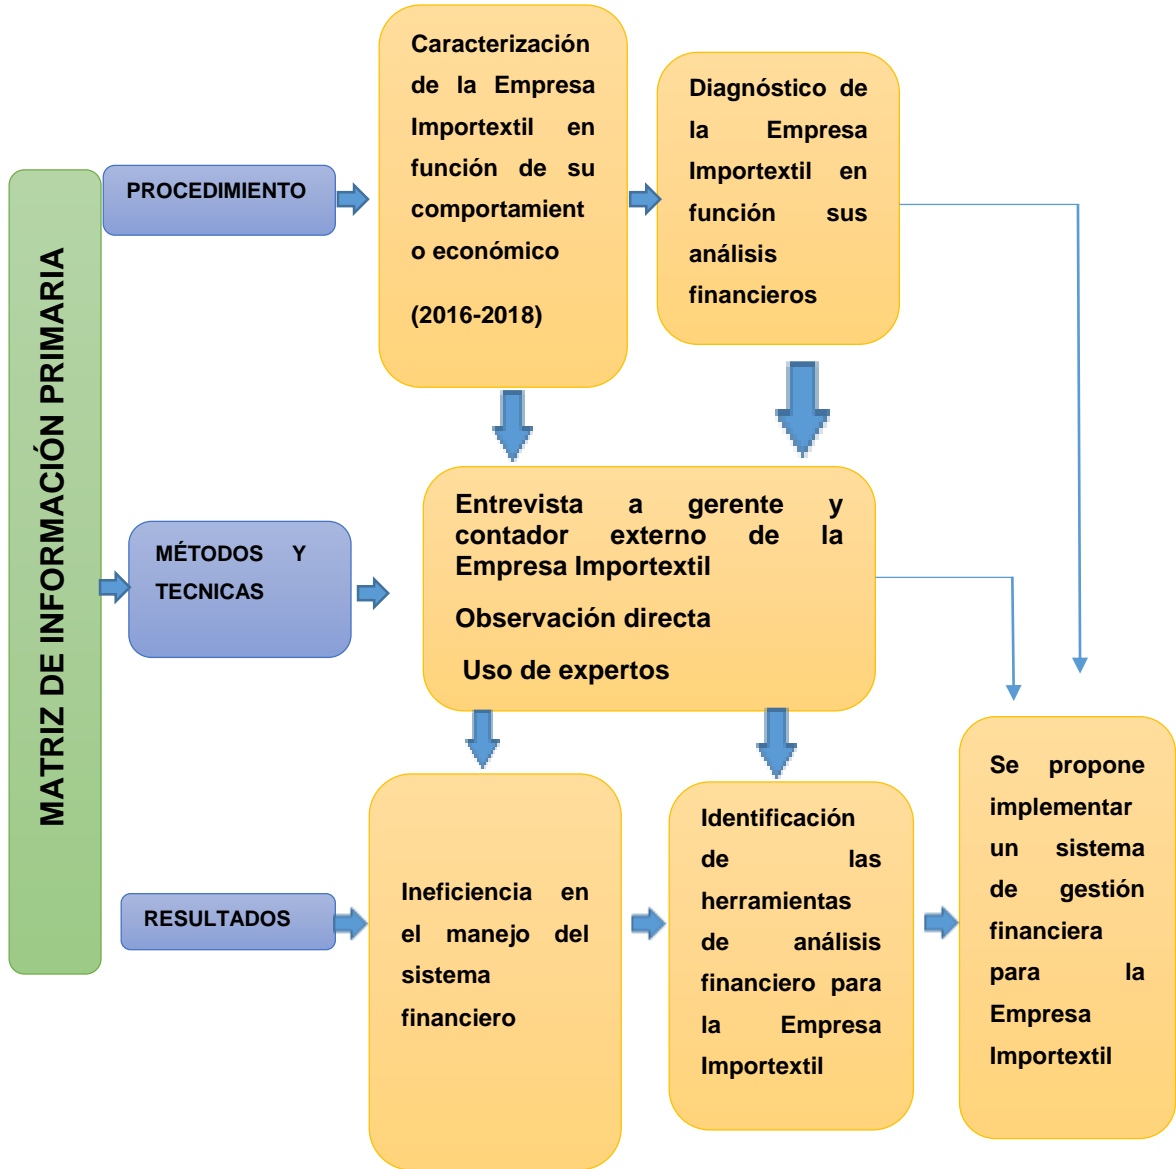 MATRIZ DE INFORMACIÓN PRIMARIA
PROCEDIMIENTO
Caracterización
de la Empresa
Importextil en
función de su
comportamient
o económico
(2016-2018)
Diagnóstico de
la Empresa
Importextil en
función sus
análisis
financieros
MÉTODOS Y
TECNICAS
Entrevista a gerente y
contador externo de la
Empresa Importextil
Observación directa
Uso de expertos
RESULTADOS
Ineficiencia en
el manejo del
sistema
financiero
Identificación
de las
herramientas
de análisis
financiero para
la Empresa
Importextil
Se propone
implementar
un sistema
de gestión
financiera
para la
Empresa
Importextil